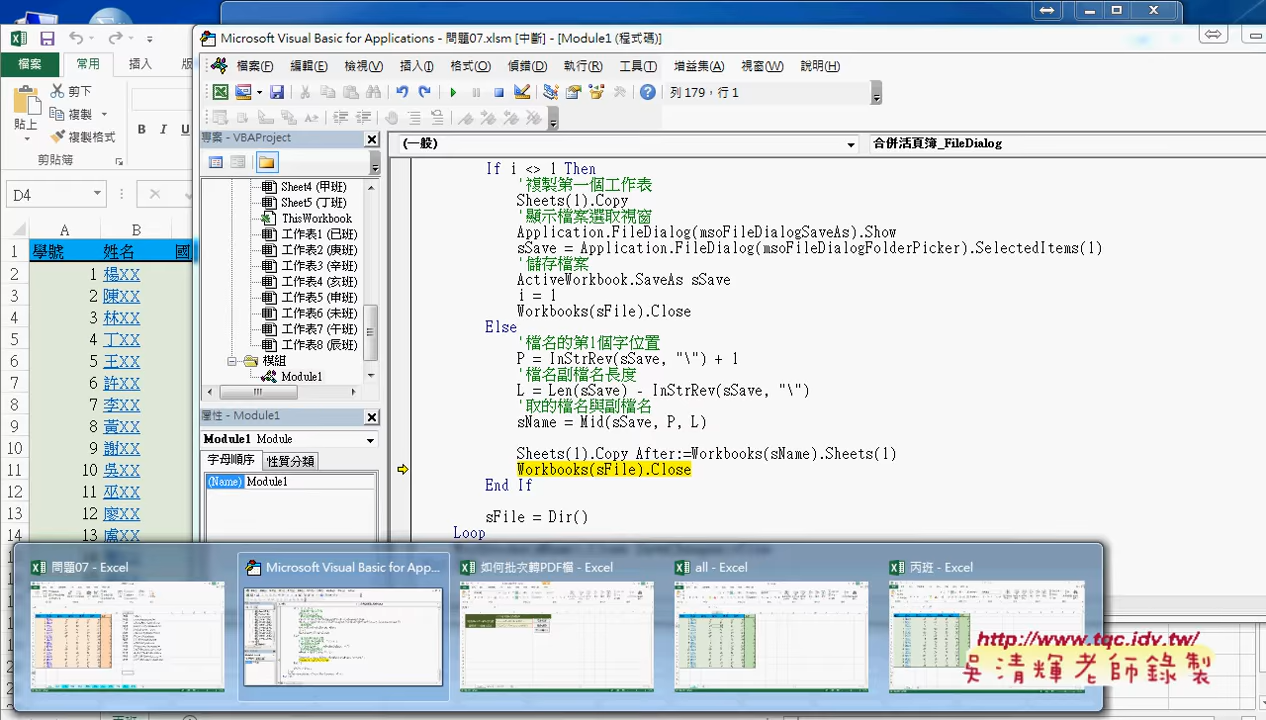 Microsoft Visual Basic for Applications - 問題07.xlsm [中斷] - [Module1 (程式碼)]
檔案 常用 插入 版
檔案(F) 編輯(E) 檢視(V) 插入(I) 格式(O) 偵錯(D) 執行(R) 工具(T) 增益集(A) 視窗(W) 說明(H)
剪下
複製
複製格式
貼上
剪貼簿
B I U
列 179，行 1
專案 - VBAProject
(一般)
合併活頁簿_FileDialog
D4
Sheet4 (甲班)
Sheet5 (丁班)
ThisWorkbook
工作表1 (已班)
工作表2 (庚班)
工作表3 (辛班)
工作表4 (亥班)
工作表5 (申班)
工作表6 (未班)
工作表7 (午班)
工作表8 (辰班)
模組
Module1
屬性 - Module1
Module1 Module
字母順序 性質分類
(Name) Module1
A B
1 學號 姓名 國
2 1 楊XX
3 2 陳XX
4 3 林XX
5 4 丁XX
6 5 王XX
7 6 許XX
8 7 李XX
9 8 黃XX
10 9 謝XX
11 10 吳XX
12 11 巫XX
13 12 廖XX
14 13 盧XX
If i <> 1 Then
'複製第一個工作表
Sheets(1).Copy
'顯示檔案選取視窗
Application.FileDialog(msoFileDialogSaveAs).Show
sSave = Application.FileDialog(msoFileDialogFolderPicker).SelectedItems(1)
'儲存檔案
ActiveWorkbook.SaveAs sSave
i = 1
Workbooks(sFile).Close
Else
'檔名的第1個字位置
P = InStrRev(sSave, "\") + 1
'檔名副檔名長度
L = Len(sSave) - InStrRev(sSave, "\")
'取的檔名與副檔名
sName = Mid(sSave, P, L)
Sheets(1).Copy After:=Workbooks(sName).Sheets(1)
Workbooks(sFile).Close
End If
sFile = Dir()
Loop
問題07 - Excel
Microsoft Visual Basic for App...
如何批次轉PDF檔 - Excel
all - Excel
丙班 - Excel
http://www.tqc.idv.tw/
吳清輝老師錄製